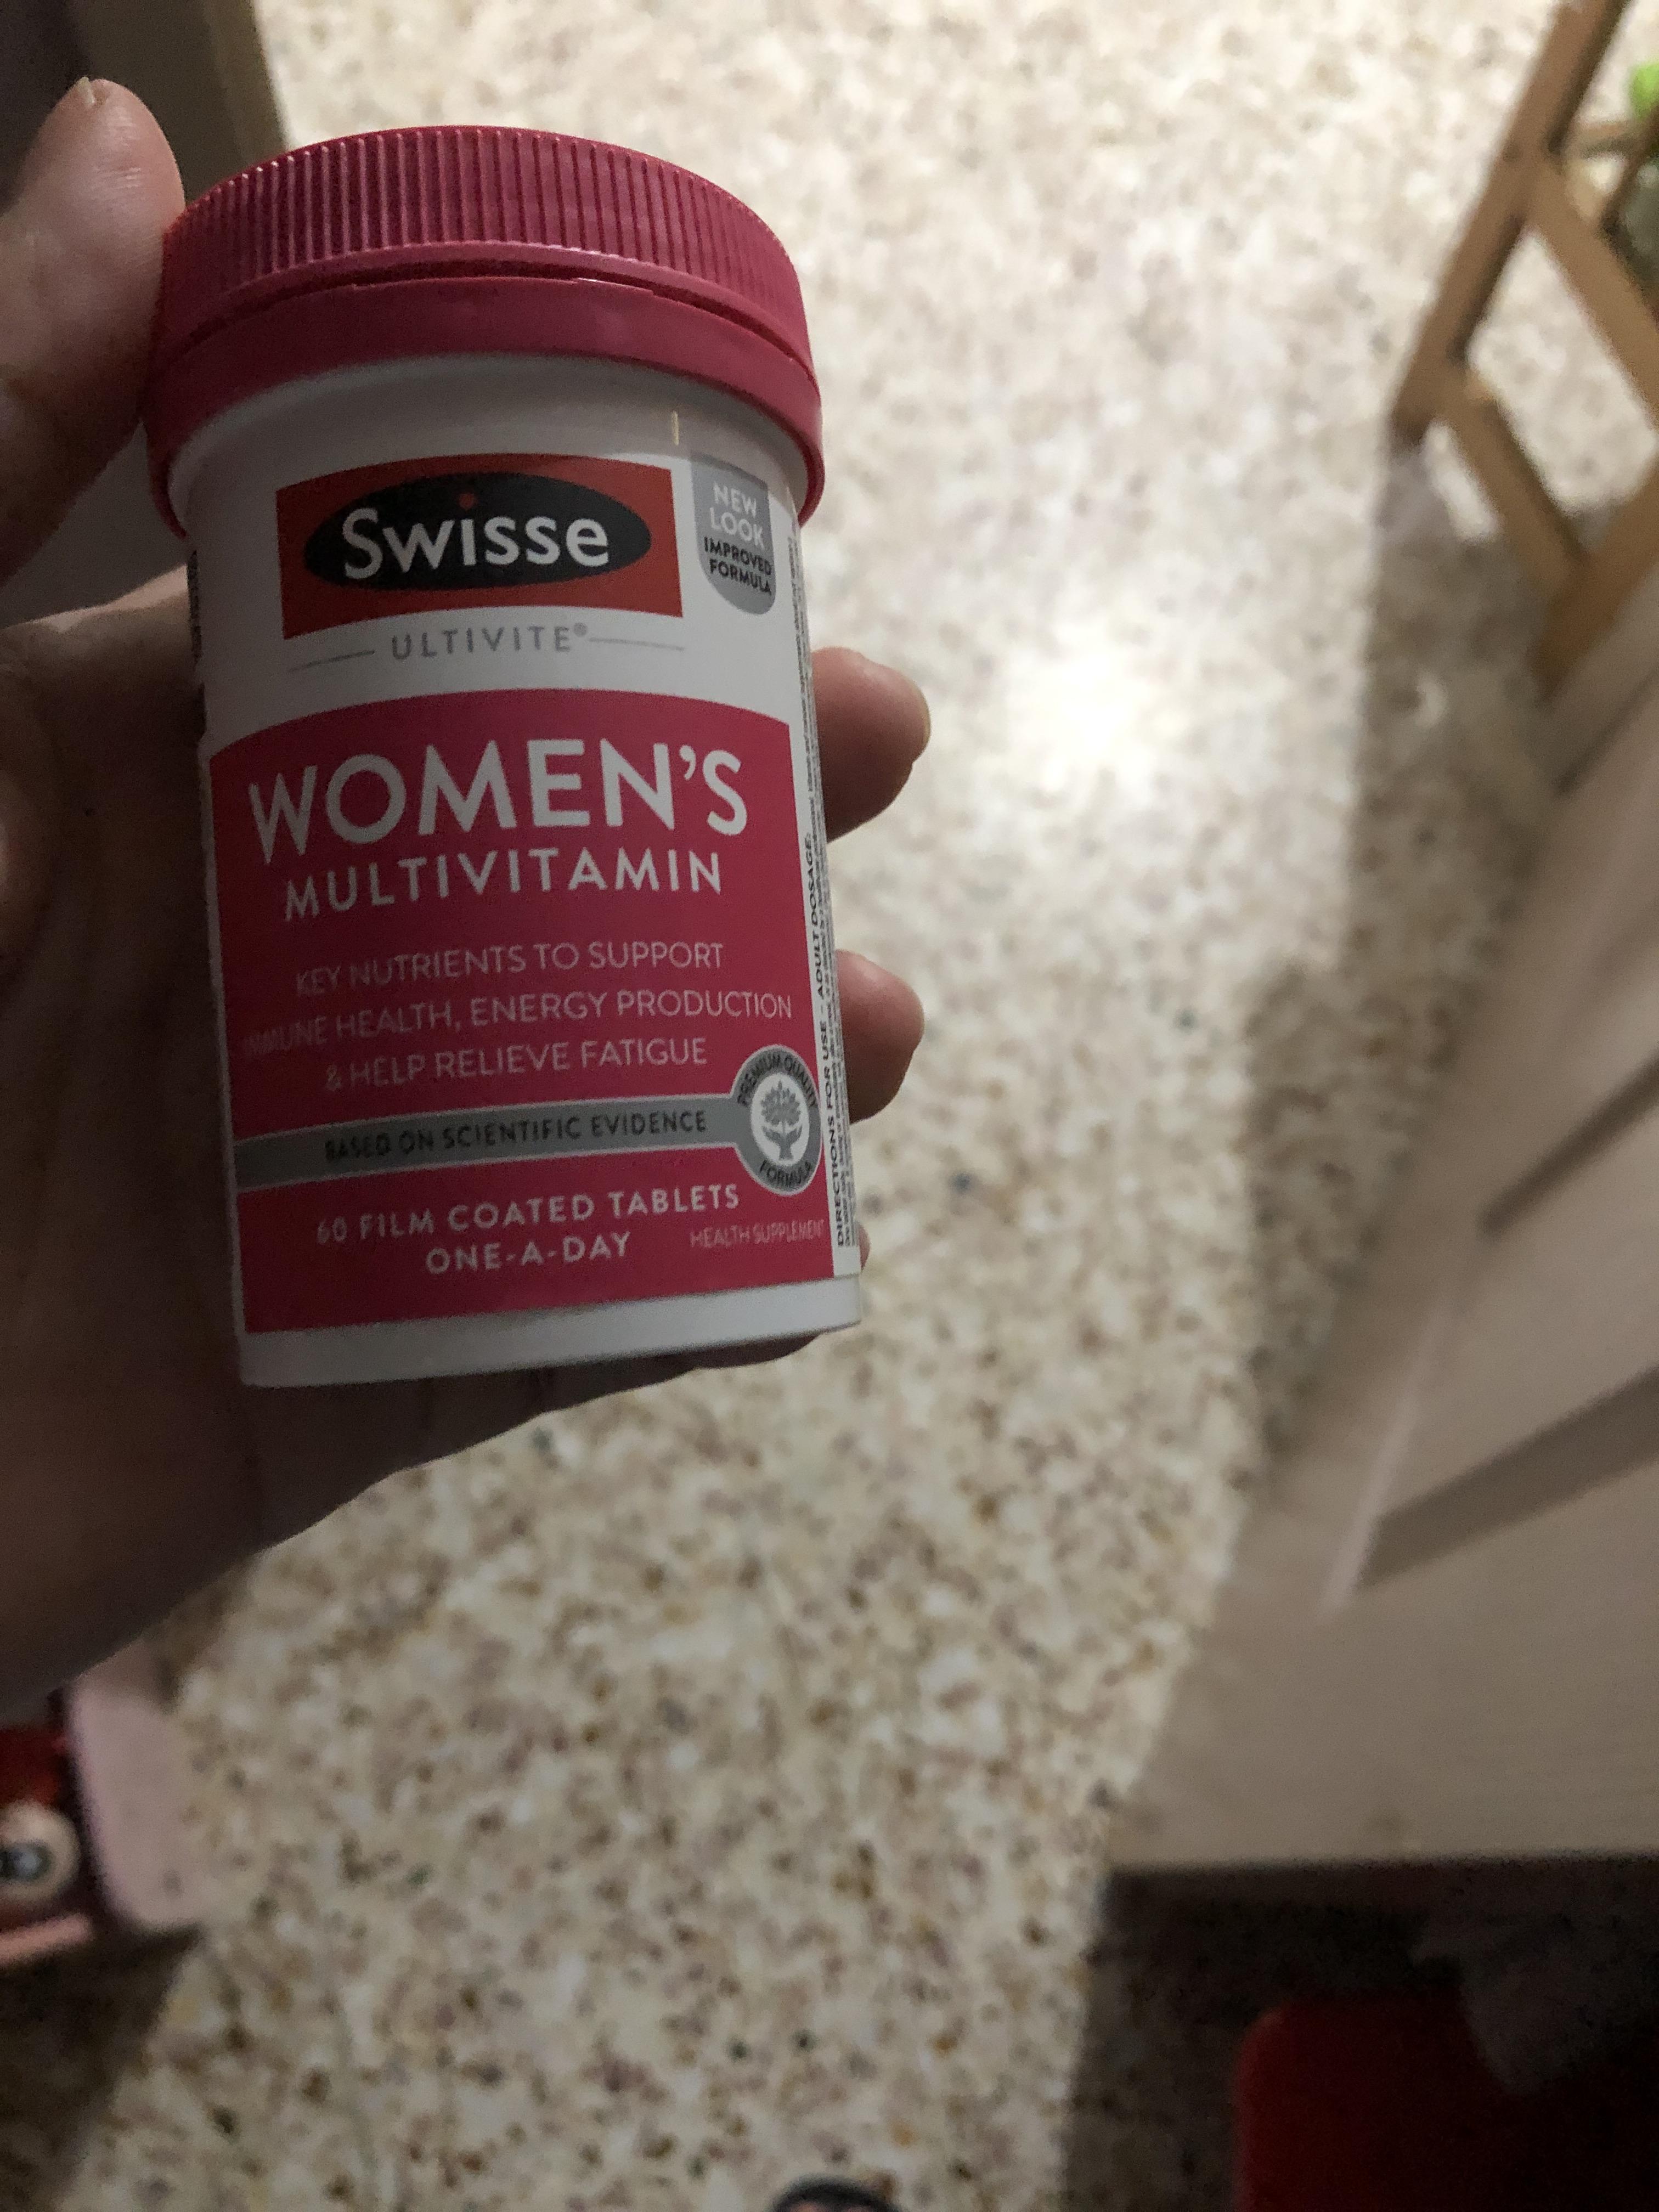 Swisse
NEW
LOOK
IMPROVED
FORMULA
ULTIVITE®
WOMEN'S
MULTIVITAMIN
KEY NUTRIENTS TO SUPPORT
IMMUNE HEALTH, ENERGY PRODUCTION
& HELP RELIEVE FATIGUE
BASED ON SCIENTIFIC EVIDENCE
PREMIUM QUALITY
FORMULA
60 FILM COATED TABLETS
ONE-A-DAY
HEALTH SUPPLEMENT
DIRECTIONS FOR USE - ADULT DOSAGE: